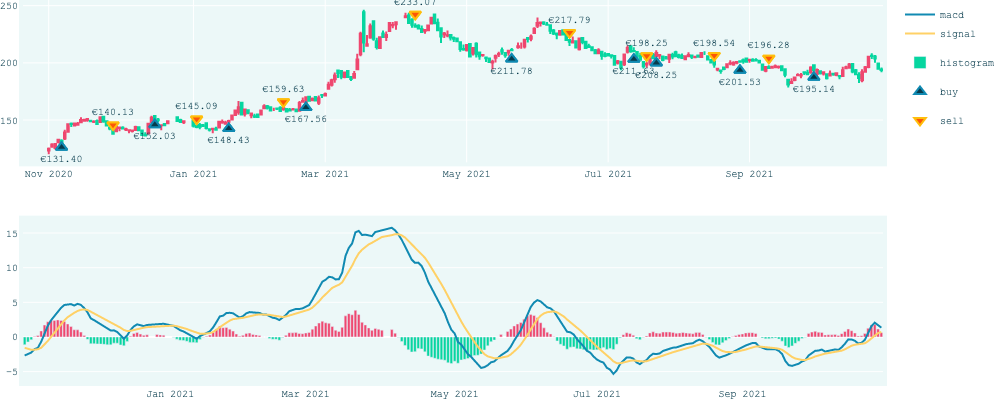 €233.07
250
macd
€217.79
signal
€198.25
€198.54
€196.28
200
histogram
€211.78
€208.25
€201.53
€159.63
€195.14
buy
€145.09
€140.13
€167.56
sell
150
€152.03
€148.43
€131.40
Nov 2020
Jan 2021
Mar 2021
May 2021
Jul 2021
Sep 2021
15
10
5
0
−5
Jan 2021
Mar 2021
May 2021
Jul 2021
Sep 2021